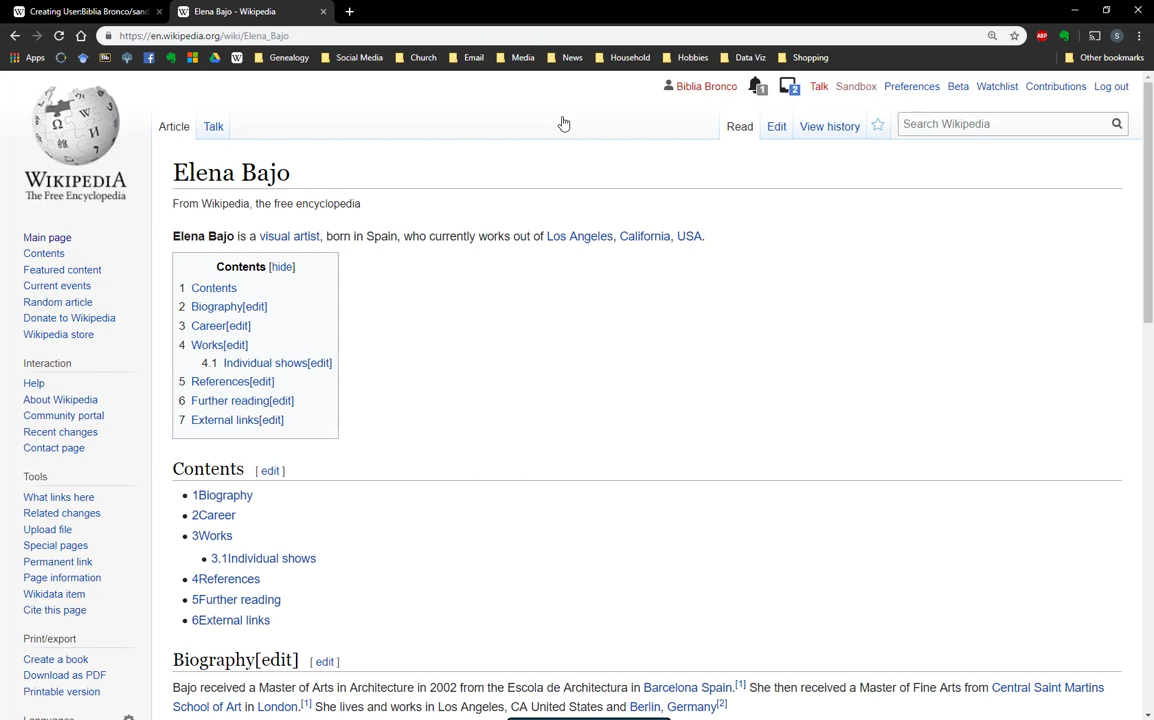 Creating User:Biblia Bronco/sand
Elena Bajo - Wikipedia
https://en.wikipedia.org/wiki/Elena_Bajo
ABP
S
Apps
Bb
W
Genealogy
Social Media
Church
Email
Media
News
Household
Hobbies
Data Viz
Shopping
Other bookmarks
Biblia Bronco
1
2
Talk
Sandbox
Preferences
Beta
Watchlist
Contributions
Log out
Article
Talk
Read
Edit
View history
Search Wikipedia
WIKIPEDIA
The Free Encyclopedia
Main page
Contents
Featured content
Current events
Random article
Donate to Wikipedia
Wikipedia store
Interaction
Help
About Wikipedia
Community portal
Recent changes
Contact page
Tools
What links here
Related changes
Upload file
Special pages
Permanent link
Page information
Wikidata item
Cite this page
Print/export
Create a book
Download as PDF
Printable version
Languages
Elena Bajo
From Wikipedia, the free encyclopedia
Elena Bajo is a visual artist, born in Spain, who currently works out of Los Angeles, California, USA.
Contents [hide]
1 Contents
2 Biography[edit]
3 Career[edit]
4 Works[edit]
4.1 Individual shows[edit]
5 References[edit]
6 Further reading[edit]
7 External links[edit]
Contents [ edit ]
• 1Biography
• 2Career
• 3Works
• 3.1Individual shows
• 4References
• 5Further reading
• 6External links
Biography[edit] [ edit ]
Bajo received a Master of Arts in Architecture in 2002 from the Escola de Architectura in Barcelona Spain.[1] She then received a Master of Fine Arts from Central Saint Martins
School of Art in London.[1] She lives and works in Los Angeles, CA United States and Berlin, Germany[2]